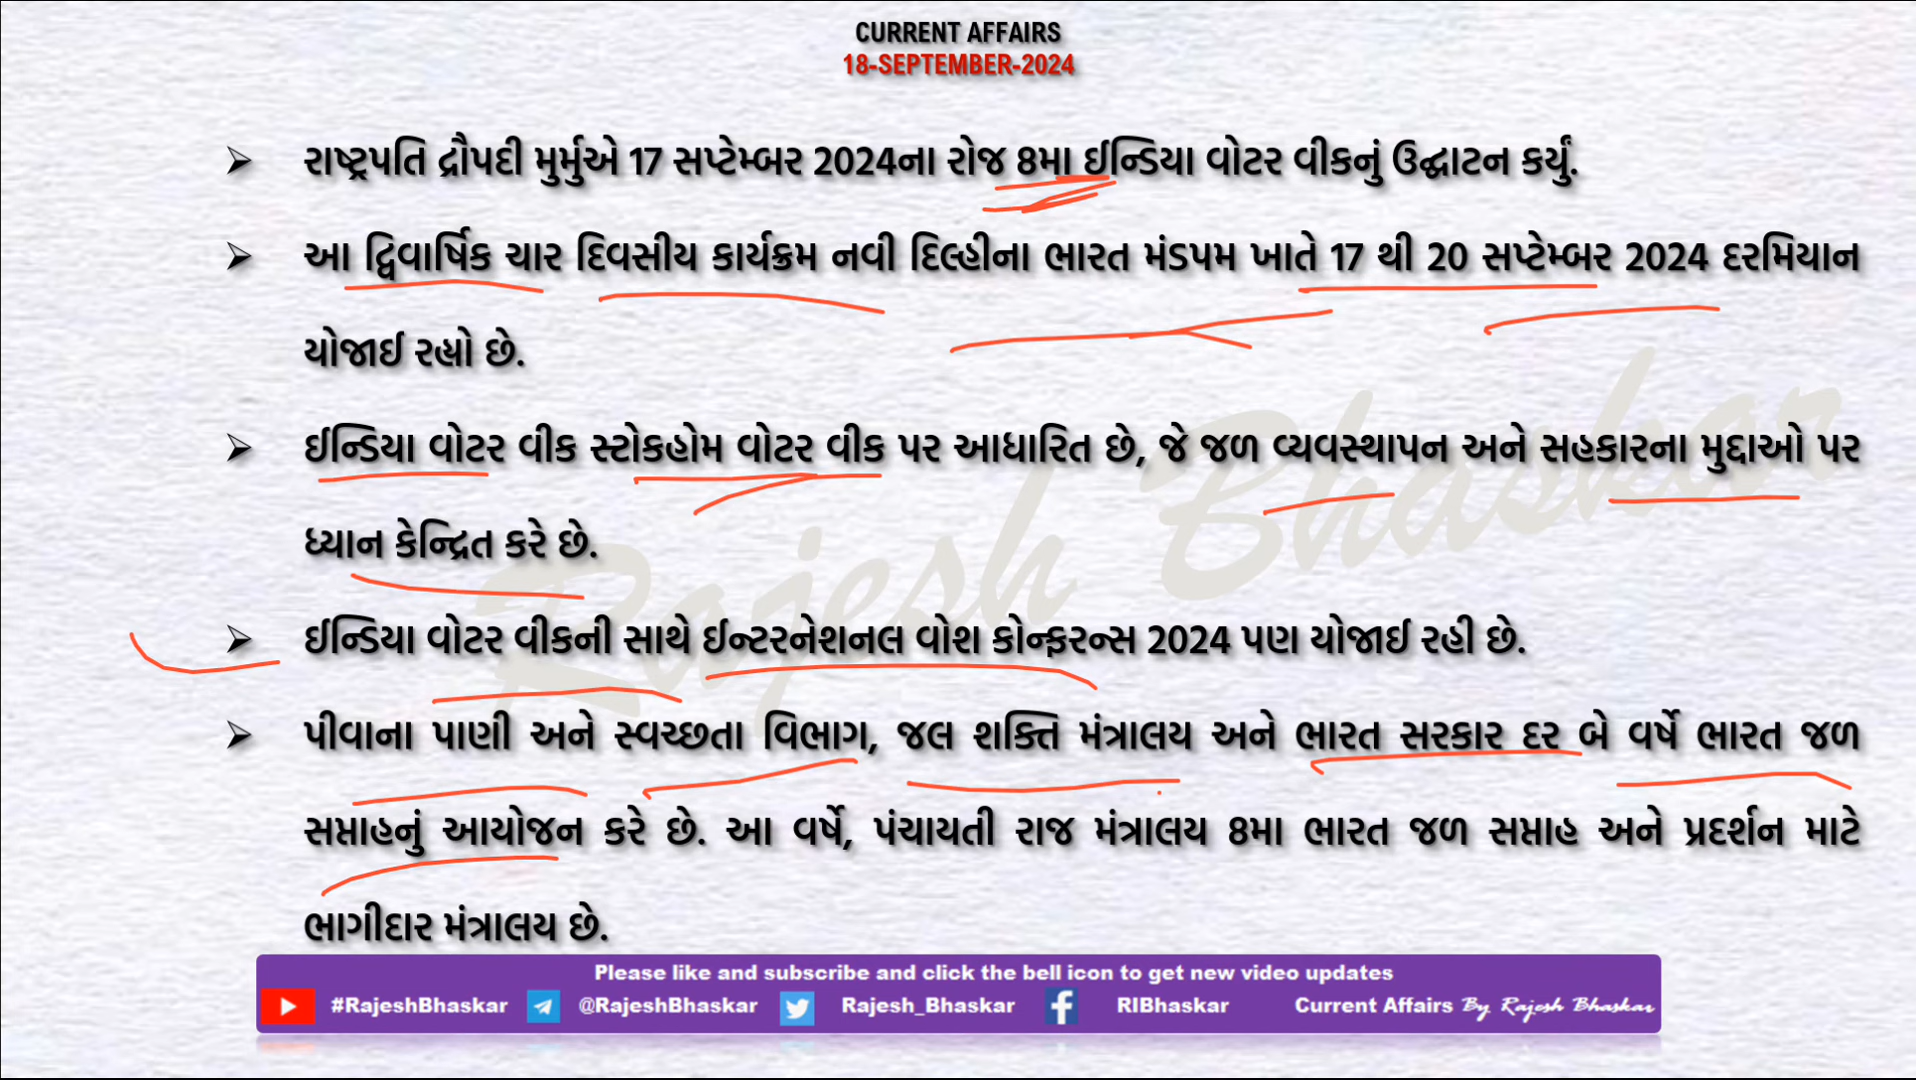 CURRENT AFFAIRS
18-SEPTEMBER-2024
➢ રાષ્ટ્રપતિ દ્રૌપદી મુર્મુએ 17 સપ્ટેમ્બર 2024ના રોજ 8મા ઈન્ડિયા વોટર વીકનું ઉદ્ઘાટન કર્યું.
➢ આ દ્વિવાર્ષિક ચાર દિવસીય કાર્યક્રમ નવી દિલ્હીના ભારત મંડપમ ખાતે 17 થી 20 સપ્ટેમ્બર 2024 દરમિયાન
યોજાઈ રહ્યો છે.
➢ ઈન્ડિયા વોટર વીક સ્ટોકહોમ વોટર વીક પર આધારિત છે, જે જળ વ્યવસ્થાપન અને સહકારના મુદ્દાઓ પર
ધ્યાન કેન્દ્રિત કરે છે.
➢ ઈન્ડિયા વોટર વીકની સાથે ઈન્ટરનેશનલ વોશ કોન્ફરન્સ 2024 પણ યોજાઈ રહી છે.
➢ પીવાના પાણી અને સ્વચ્છતા વિભાગ, જલ શક્તિ મંત્રાલય અને ભારત સરકાર દર બે વર્ષે ભારત જળ
સપ્તાહનું આયોજન કરે છે. આ વર્ષે, પંચાયતી રાજ મંત્રાલય 8મા ભારત જળ સપ્તાહ અને પ્રદર્શન માટે
ભાગીદાર મંત્રાલય છે.
Rajesh Bhaskar
Please like and subscribe and click the bell icon to get new video updates
#RajeshBhaskar @RajeshBhaskar Rajesh_Bhaskar RIBhaskar Current Affairs By Rajesh Bhaskar